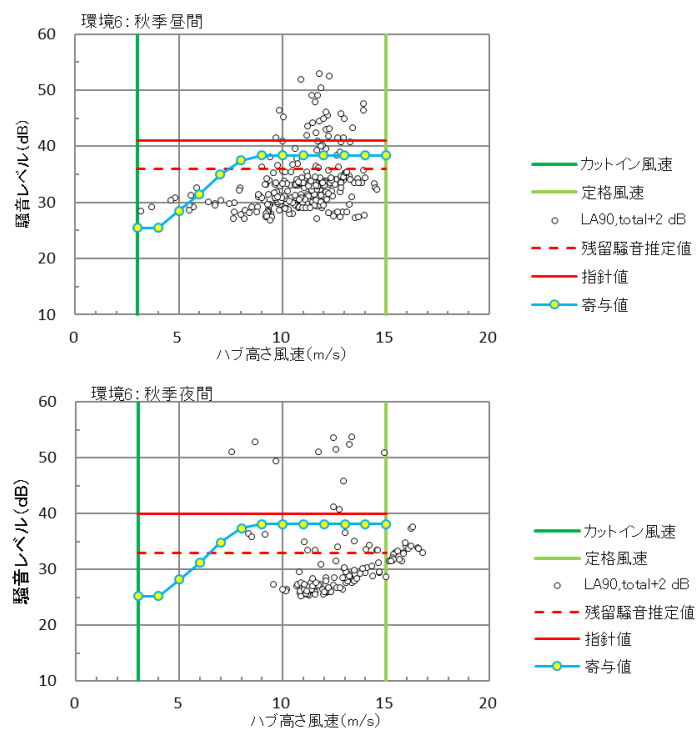 環境6：秋季昼間
60
50
40
30
20
10
騒音レベル(dB)
0 5 10 15 20
ハブ高さ風速(m/s)
カットイン風速
定格風速
LA90,total+2 dB
残留騒音推定値
指針値
寄与値
環境6：秋季夜間
60
50
40
30
20
10
騒音レベル(dB)
0 5 10 15 20
ハブ高さ風速(m/s)
カットイン風速
定格風速
LA90,total+2 dB
残留騒音推定値
指針値
寄与値